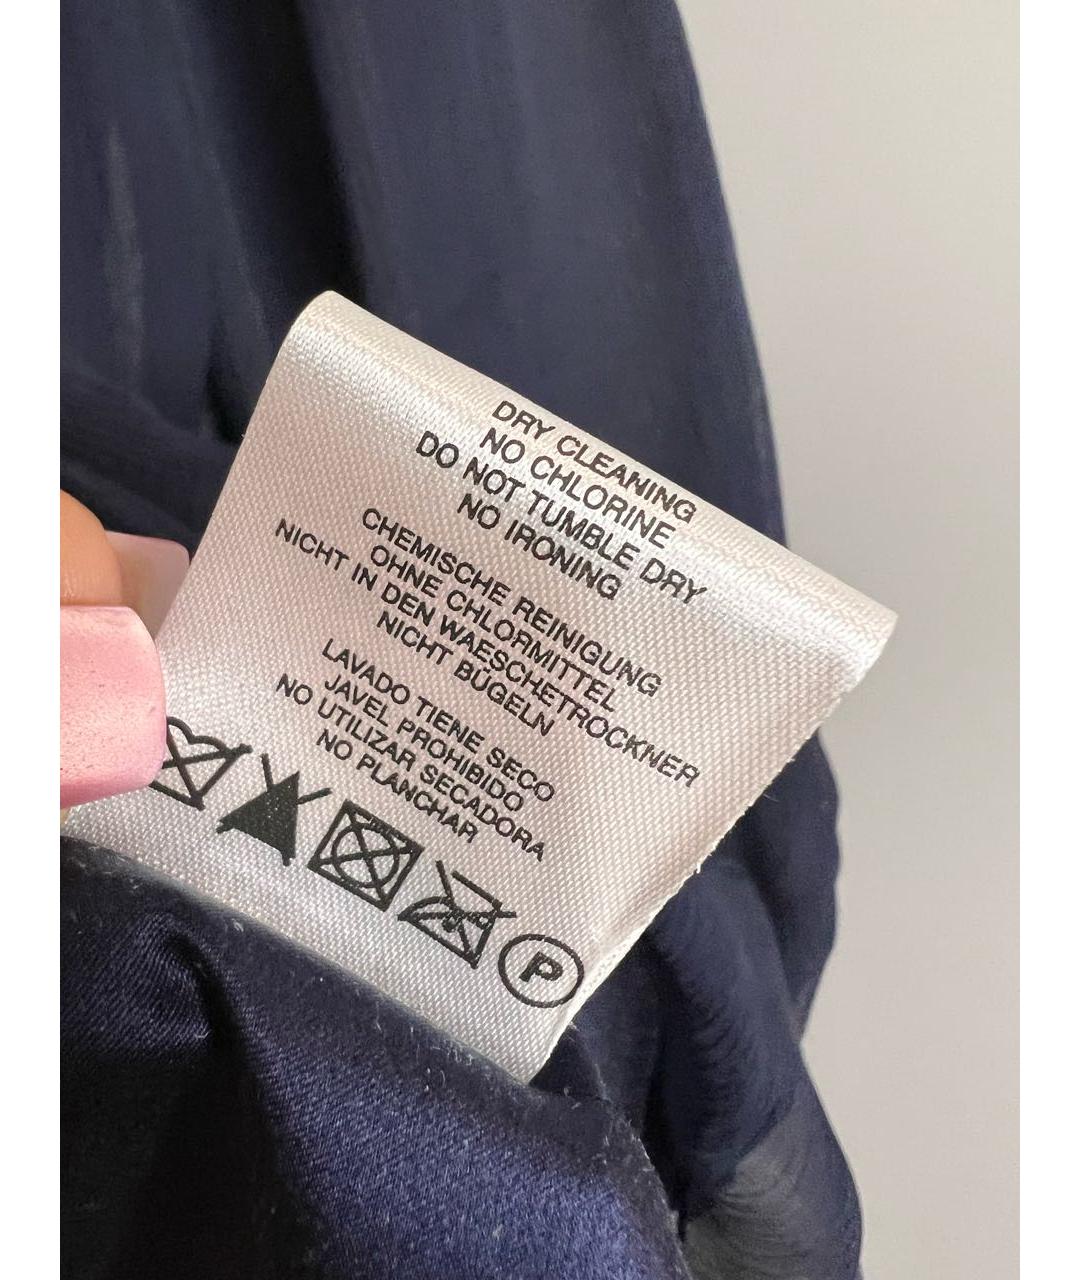 DRY CLEANING
NO CHLORINE
DO NOT TUMBLE DRY
NO IRONING
CHEMISCHE REINIGUNG
OHNE CHLORMITTEL
NICHT IN DEN WAESCHETROCKNER
NICHT BÜGELN
LAVADO TIENE SECO
JAVEL PROHIBIDO
NO UTILIZAR SECADORA
NO PLANCHAR
P